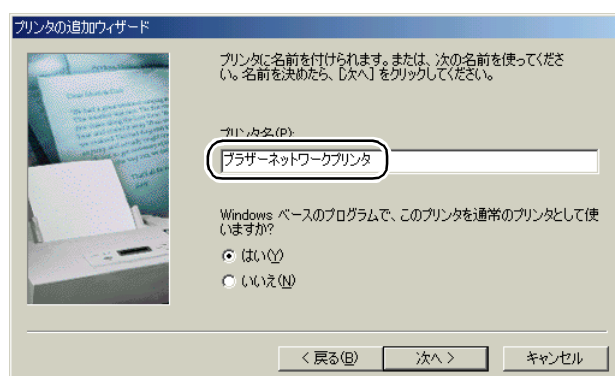 プリンタの追加ウィザード
プリンタに名前を付けられます。または、次の名前を使ってくださ
い。名前を決めたら、[次へ] をクリックしてください。
プリンタ名(P):
ブラザーネットワークプリンタ
Windows ベースのプログラムで、このプリンタを通常のプリンタとして使
いますか?
はい(Y)
いいえ(N)
< 戻る(B)
次へ >
キャンセル